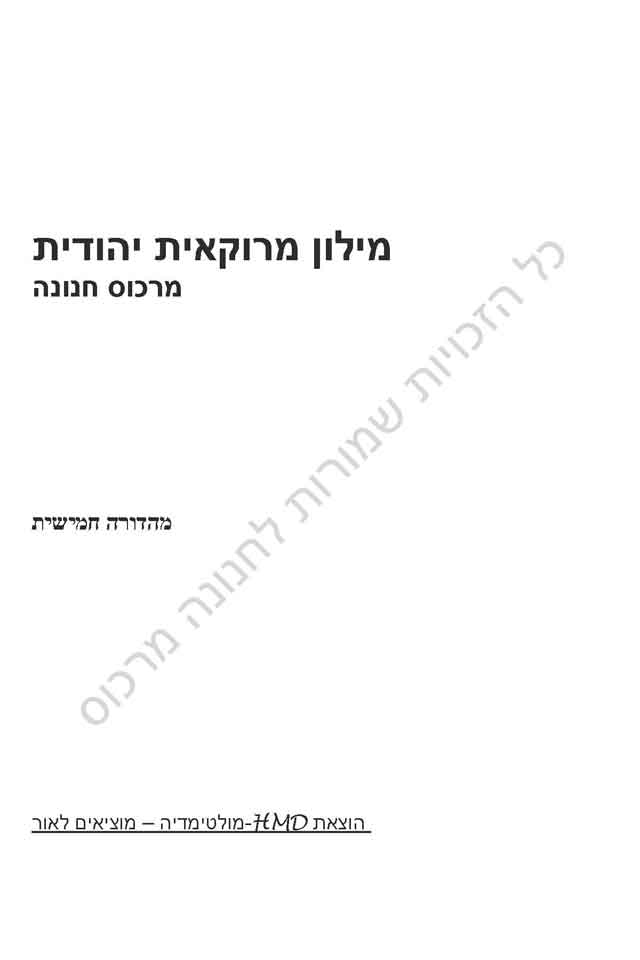 מילון מרוקאית יהודית
מרכוס חנונה
כל הזכויות שמורות לחנונה מרכוס
מהדורה חמישית
הוצאת HMD-מולטימדיה – מוציאים לאור